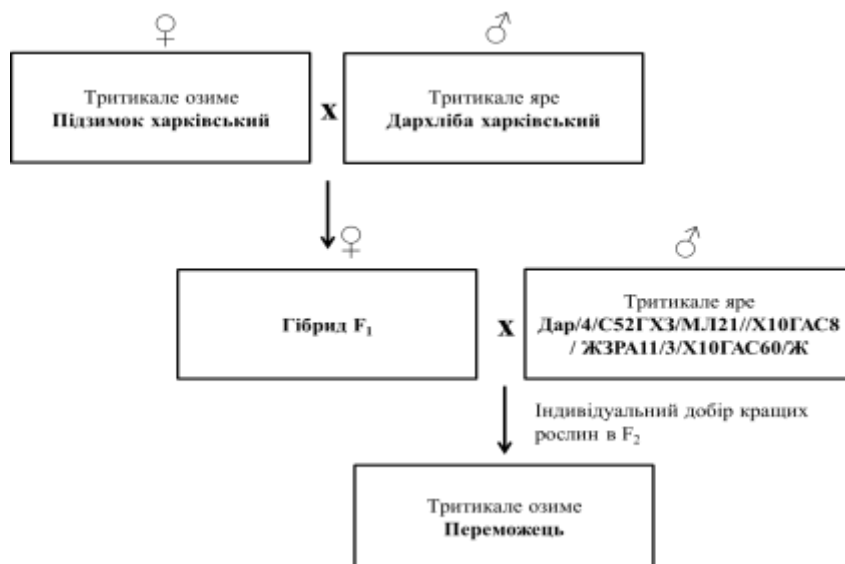 ♀ ♂
Тритикале озиме
Підзимок харківський
x
Тритикале яре
Дархліба харківський
♀ ♂
Гібрид F₁
x
Тритикале яре
Дар/4/С52ГХЗ/МЛ21//Х10ГАС8
/ ЖЗРА11/3/Х10ГАС60/Ж
Індивідуальний добір кращих
рослин в F₂
Тритикале озиме
Переможець